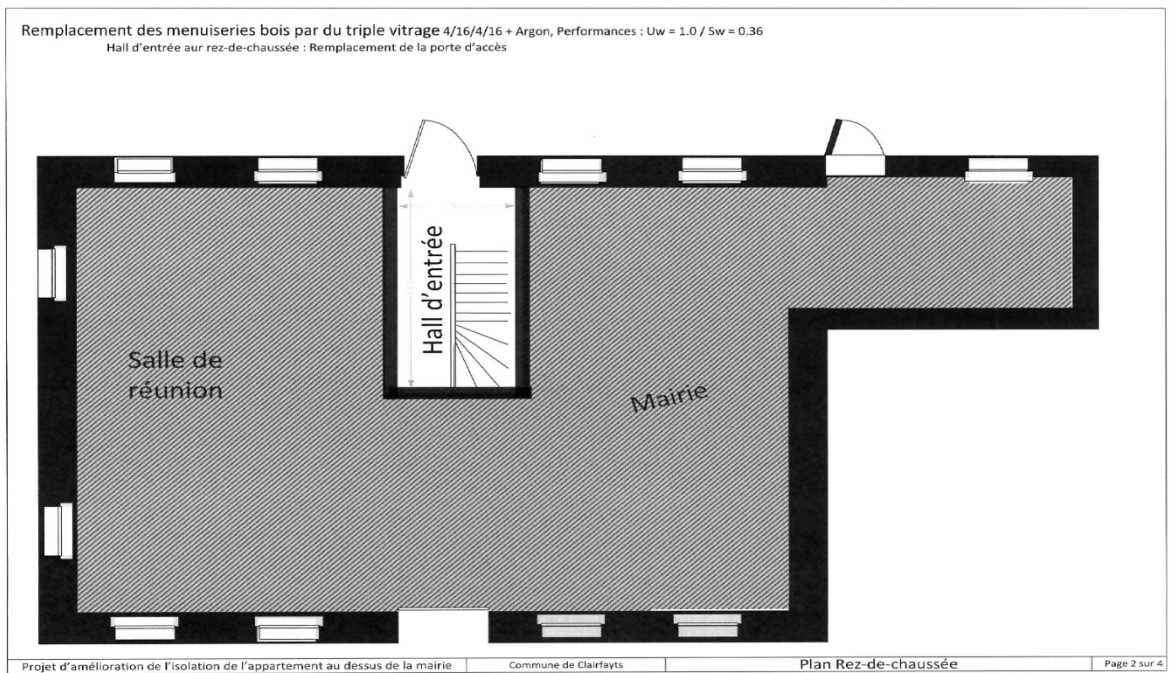 Remplacement des menuiseries bois par du triple vitrage 4/16/4/16 + Argon, Performances : Uw = 1.0 / Sw = 0.36
Hall d'entrée aur rez-de-chaussée : Remplacement de la porte d'accès
Hall d'entrée
Salle de
réunion
Mairie
Projet d'amélioration de l'isolation de l'appartement au dessus de la mairie
Commune de Clairfayts
Plan Rez-de-chaussée
Page 2 sur 4